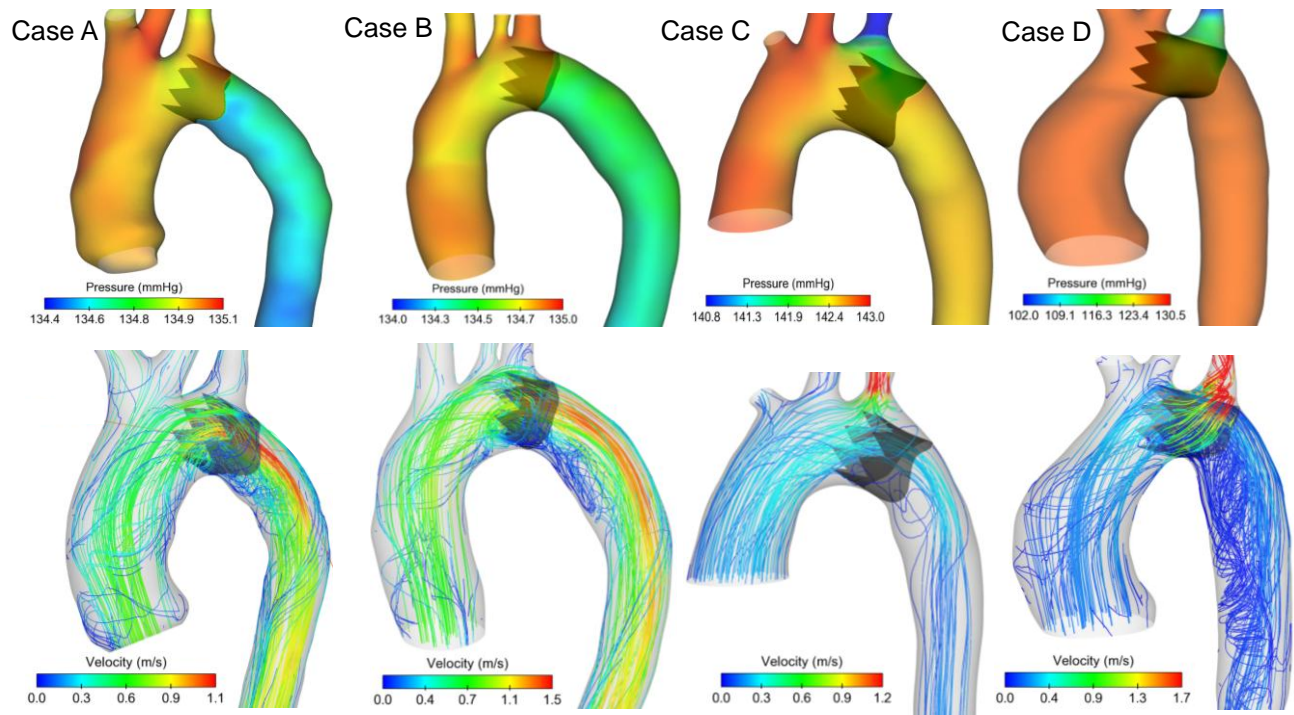 Case A
Case B
Case C
Case D
Pressure (mmHg)
134.4 134.6 134.8 134.9 135.1
Pressure (mmHg)
134.0 134.3 134.5 134.7 135.0
Pressure (mmHg)
140.8 141.3 141.9 142.4 143.0
Pressure (mmHg)
102.0 109.1 116.3 123.4 130.5
Velocity (m/s)
0.0 0.3 0.6 0.9 1.1
Velocity (m/s)
0.0 0.4 0.7 1.1 1.5
Velocity (m/s)
0.0 0.3 0.6 0.9 1.2
Velocity (m/s)
0.0 0.4 0.9 1.3 1.7